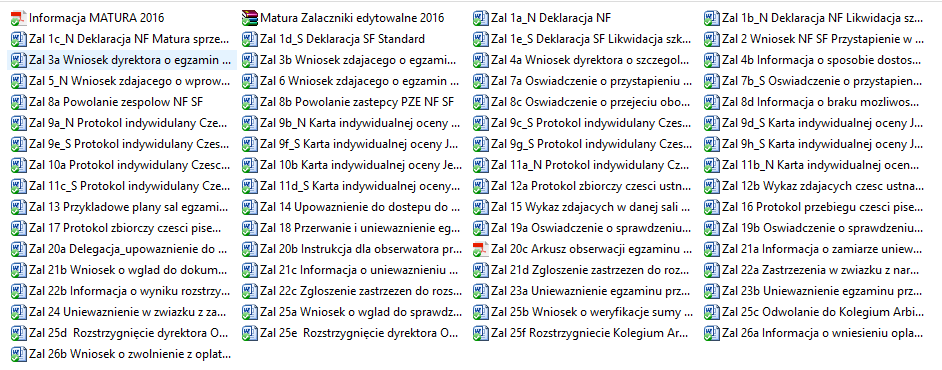 Informacja MATURA 2016
Matura Zalaczniki edytowalne 2016
Zal 1a_N Deklaracja NF
Zal 1b_N Deklaracja NF Likwidacja sz...
Zal 1c_N Deklaracja NF Matura sprze...
Zal 1d_S Deklaracja SF Standard
Zal 1e_S Deklaracja SF Likwidacja szk...
Zal 2 Wniosek NF SF Przystapienie w ...
Zal 3a Wniosek dyrektora o egzamin ...
Zal 3b Wniosek zdajacego o egzami...
Zal 4a Wniosek dyrektora o szczegol...
Zal 4b Informacja o sposobie dostos...
Zal 5_N Wniosek zdajacego o wprow...
Zal 6 Wniosek zdajacego o egzamin ...
Zal 7a Oswiadczenie o przystapieniu ...
Zal 7b_S Oswiadczenie o przystapien...
Zal 8a Powolanie zespolow NF SF
Zal 8b Powolanie zastepcy PZE NF SF
Zal 8c Oswiadczenie o przejeciu obo...
Zal 8d Informacja o braku mozliwos...
Zal 9a_N Protokol indywidulany Czes...
Zal 9b_N Karta indywidualnej oceny ...
Zal 9c_S Protokol indywidulany Czes...
Zal 9d_S Karta indywidualnej oceny J...
Zal 9e_S Protokol indywidulany Czes...
Zal 9f_S Karta indywidualnej oceny J...
Zal 9g_S Protokol indywidulany Czes...
Zal 9h_S Karta indywidualnej oceny J...
Zal 10a Protokol indywidulany Czesc...
Zal 10b Karta indywidualnej oceny Je...
Zal 11a_N Protokol indywidulany Cze...
Zal 11b_N Karta indywidualnej ocen...
Zal 11c_S Protokol indywidulany Cze...
Zal 11d_S Karta indywidualnej oceny...
Zal 12a Protokol zbiorczy czesci ustn...
Zal 12b Wykaz zdajacych czesc ustna...
Zal 13 Przykladowe plany sal egzami...
Zal 14 Upowaznienie do dostepu do ...
Zal 15 Wykaz zdajacych w danej sali ...
Zal 16 Protokol przebiegu czesci pise...
Zal 17 Protokol zbiorczy czesci pise...
Zal 18 Przerwanie i uniewaznienie eg...
Zal 19a Oswiadczenie o sprawdzeniu...
Zal 19b Oswiadczenie o sprawdzeniu...
Zal 20a Delegacja_upowaznienie do ...
Zal 20b Instrukcja dla obserwatora pr...
Zal 20c Arkusz obserwacji egzaminu ...
Zal 21a Informacja o zamiarze uniew...
Zal 21b Wniosek o wglad do dokum...
Zal 21c Informacja o uniewaznieniu ...
Zal 21d Zgloszenie zastrzezen do roz...
Zal 22a Zastrzezenia w zwiazku z nar...
Zal 22b Informacja o wyniku rozstrzy...
Zal 22c Zgloszenie zastrzezen do rozs...
Zal 23a Uniewaznienie egzaminu prz...
Zal 23b Uniewaznienie egzaminu prz...
Zal 24 Uniewaznienie w zwiazku z za...
Zal 25a Wniosek o wglad do sprawdz...
Zal 25b Wniosek o weryfikacje sumy ...
Zal 25c Odwolanie do Kolegium Arbi...
Zal 25d  Rozstrzygnięcie dyrektora O...
Zal 25e  Rozstrzygnięcie dyrektora O...
Zal 25f Rozstrzygniecie Kolegium Ar...
Zal 26a Informacja o wniesieniu opla...
Zal 26b Wniosek o zwolnienie z oplat...